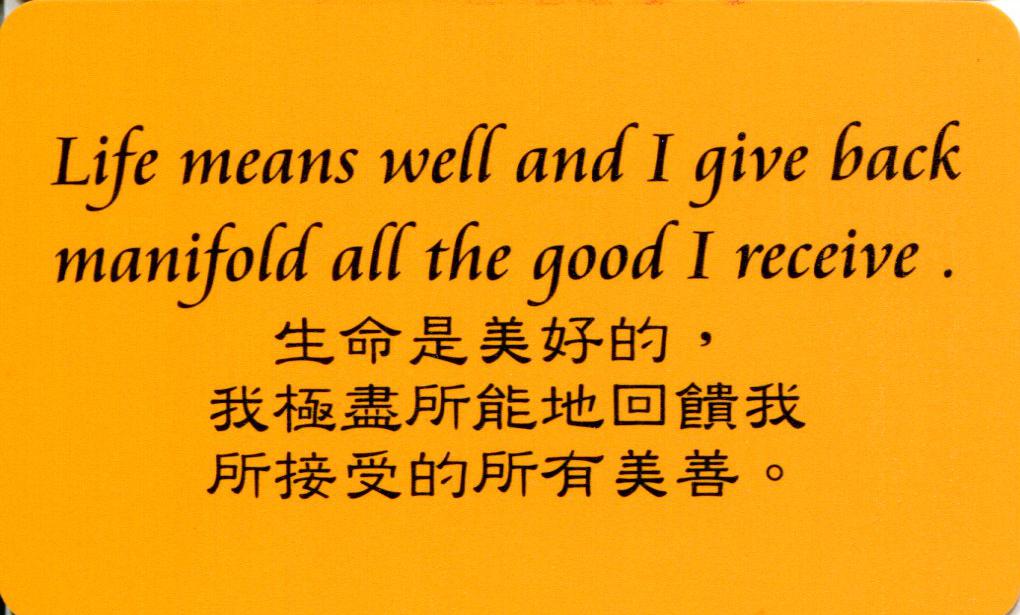 Life means well and I give back
manifold all the good I receive .
生命是美好的，
我極盡所能地回饋我
所接受的所有美善。